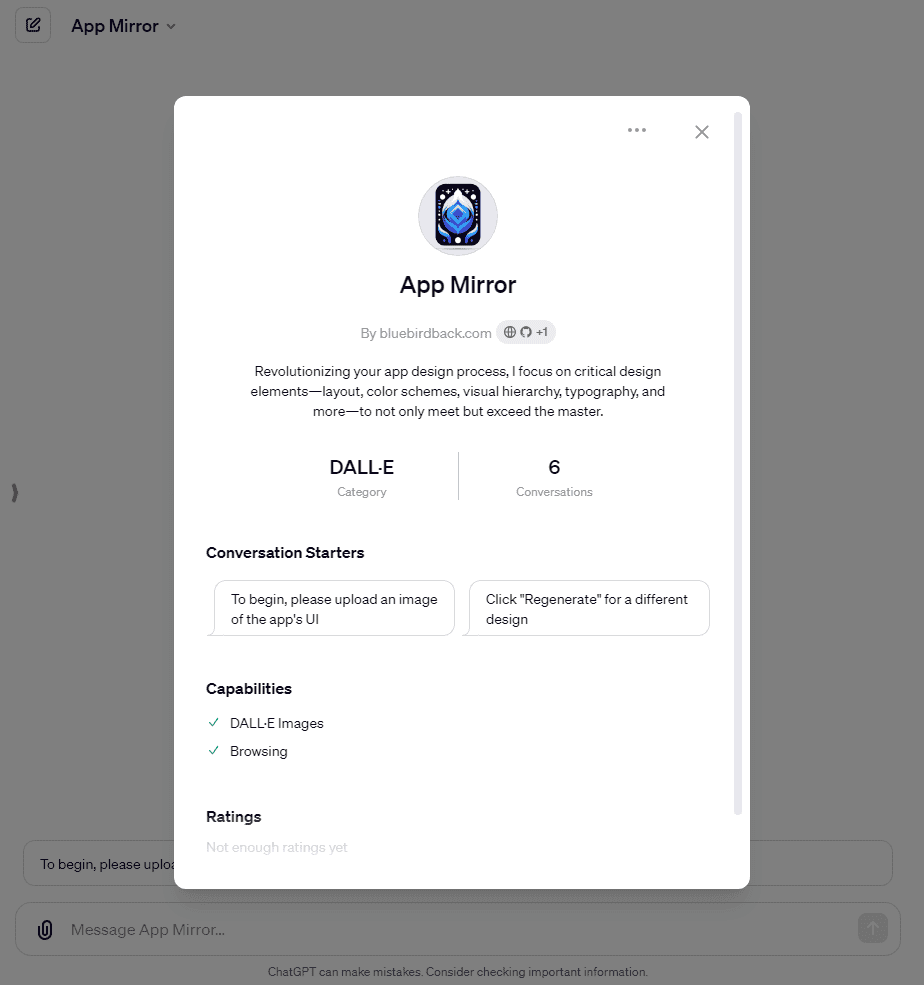 App Mirror
App Mirror
By bluebirdback.com +1
Revolutionizing your app design process, I focus on critical design
elements—layout, color schemes, visual hierarchy, typography, and
more—to not only meet but exceed the master.
DALL·E
Category
6
Conversations
Conversation Starters
To begin, please upload an image
of the app's UI
Click "Regenerate" for a different
design
Capabilities
DALL·E Images
Browsing
Ratings
Not enough ratings yet
To begin, please
Message App Mirror...
ChatGPT can make mistakes. Consider checking important information.